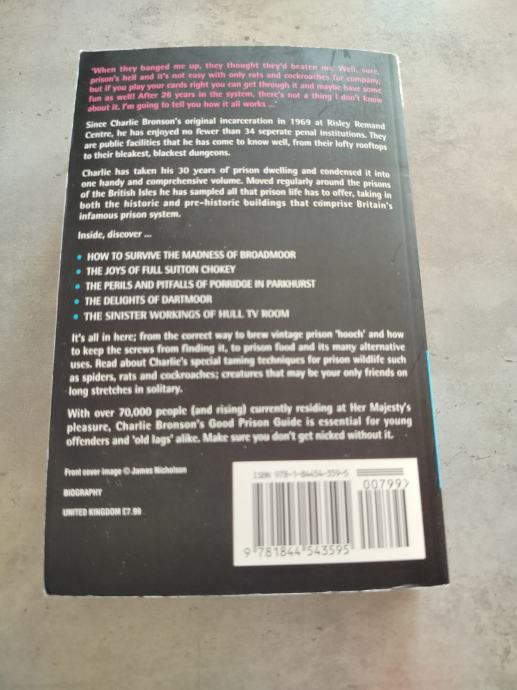 'When they banged me up, they thought they'd beaten me. Well, sure,
prison's hell and it's not easy with only rats and cockroaches for company,
but if you play your cards right you can get through it and maybe have some
fun as well! After 26 years in the system, there's not a thing I don't know
about it. I'm going to tell you how it all works ...'
Since Charlie Bronson's original incarceration in 1969 at Risley Remand
Centre, he has enjoyed no fewer than 34 seperate penal institutions. They
are public facilities that he has come to know well, from their lofty rooftops
to their bleakest, blackest dungeons.
Charlie has taken his 30 years of prison dwelling and condensed it into
one handy and comprehensive volume. Moved regularly around the prisons
of the British Isles he has sampled all that prison life has to offer, taking in
both the historic and pre-historic buildings that comprise Britain's
infamous prison system.
Inside, discover ...
• HOW TO SURVIVE THE MADNESS OF BROADMOOR
• THE JOYS OF FULL SUTTON CHOKEY
• THE PERILS AND PITFALLS OF PORRIDGE IN PARKHURST
• THE DELIGHTS OF DARTMOOR
• THE SINISTER WORKINGS OF HULL TV ROOM
It's all in here; from the correct way to brew vintage prison 'hooch' and how
to keep the screws from finding it, to prison food and its many alternative
uses. Read about Charlie's special taming techniques for prison wildlife such
as spiders, rats and cockroaches; creatures that may be your only friends on
long stretches in solitary.
With over 70,000 people (and rising) currently residing at Her Majesty's
pleasure, Charlie Bronson's Good Prison Guide is essential for young
offenders and 'old lags' alike. Make sure you don't get nicked without it.
Front cover image © James Nicholson
BIOGRAPHY
UNITED KINGDOM £7.99
ISBN 978-1-84454-359-5
00799>
9 781844 543595